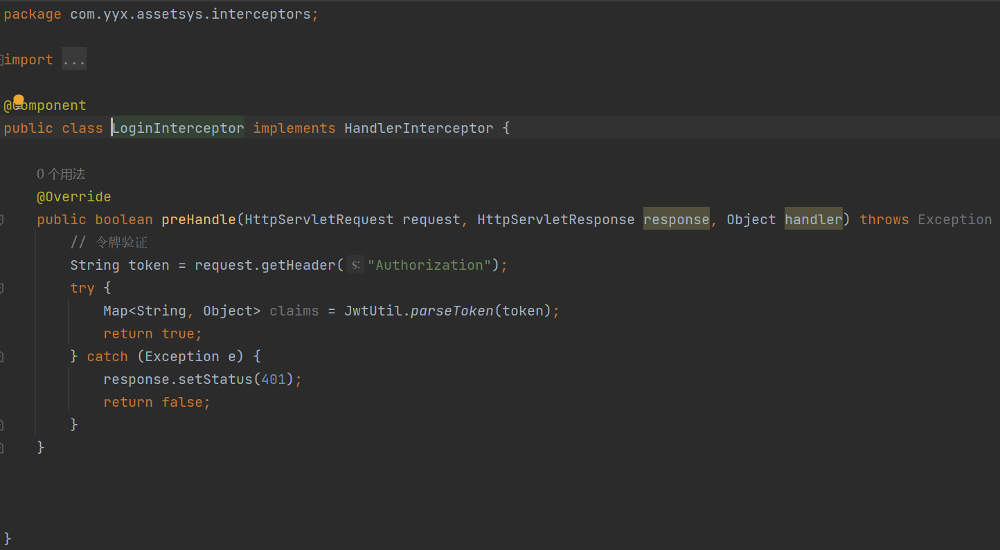 package com.yyx.assetsys.interceptors;
import ...
@Component
public class LoginInterceptor implements HandlerInterceptor {
0 个用法
@Override
public boolean preHandle(HttpServletRequest request, HttpServletResponse response, Object handler) throws Exception
// 令牌验证
String token = request.getHeader( s: "Authorization");
try {
Map<String, Object> claims = JwtUtil.parseToken(token);
return true;
} catch (Exception e) {
response.setStatus(401);
return false;
}
}
}